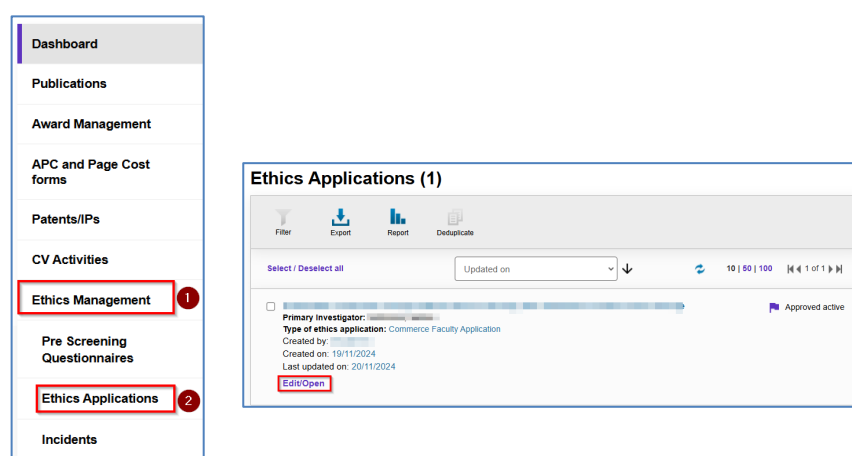 Dashboard
Publications
Award Management
APC and Page Cost
forms
Patents/IPs
CV Activities
Ethics Management
1
Pre Screening
Questionnaires
Ethics Applications
2
Incidents
Ethics Applications (1)
Filter
Export
Report
Deduplicate
Select / Deselect all
Updated on
10 | 50 | 100
1 of 1
Approved active
Primary Investigator:
Type of ethics application: Commerce Faculty Application
Created by:
Created on: 19/11/2024
Last updated on: 20/11/2024
Edit/Open